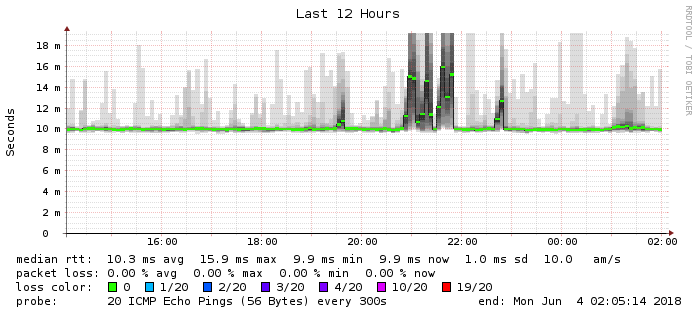 Last 12 Hours
RRDTOOL / TOBI OETIKER
Seconds
18 m
16 m
14 m
12 m
10 m
8 m
6 m
4 m
2 m
0
16:00 18:00 20:00 22:00 00:00 02:00
median rtt: 10.3 ms avg 15.9 ms max 9.9 ms min 9.9 ms now 1.0 ms sd 10.0 am/s
packet loss: 0.00 % avg 0.00 % max 0.00 % min 0.00 % now
loss color: 0 1/20 2/20 3/20 4/20 10/20 19/20
probe: 20 ICMP Echo Pings (56 Bytes) every 300s end: Mon Jun 4 02:05:14 2018